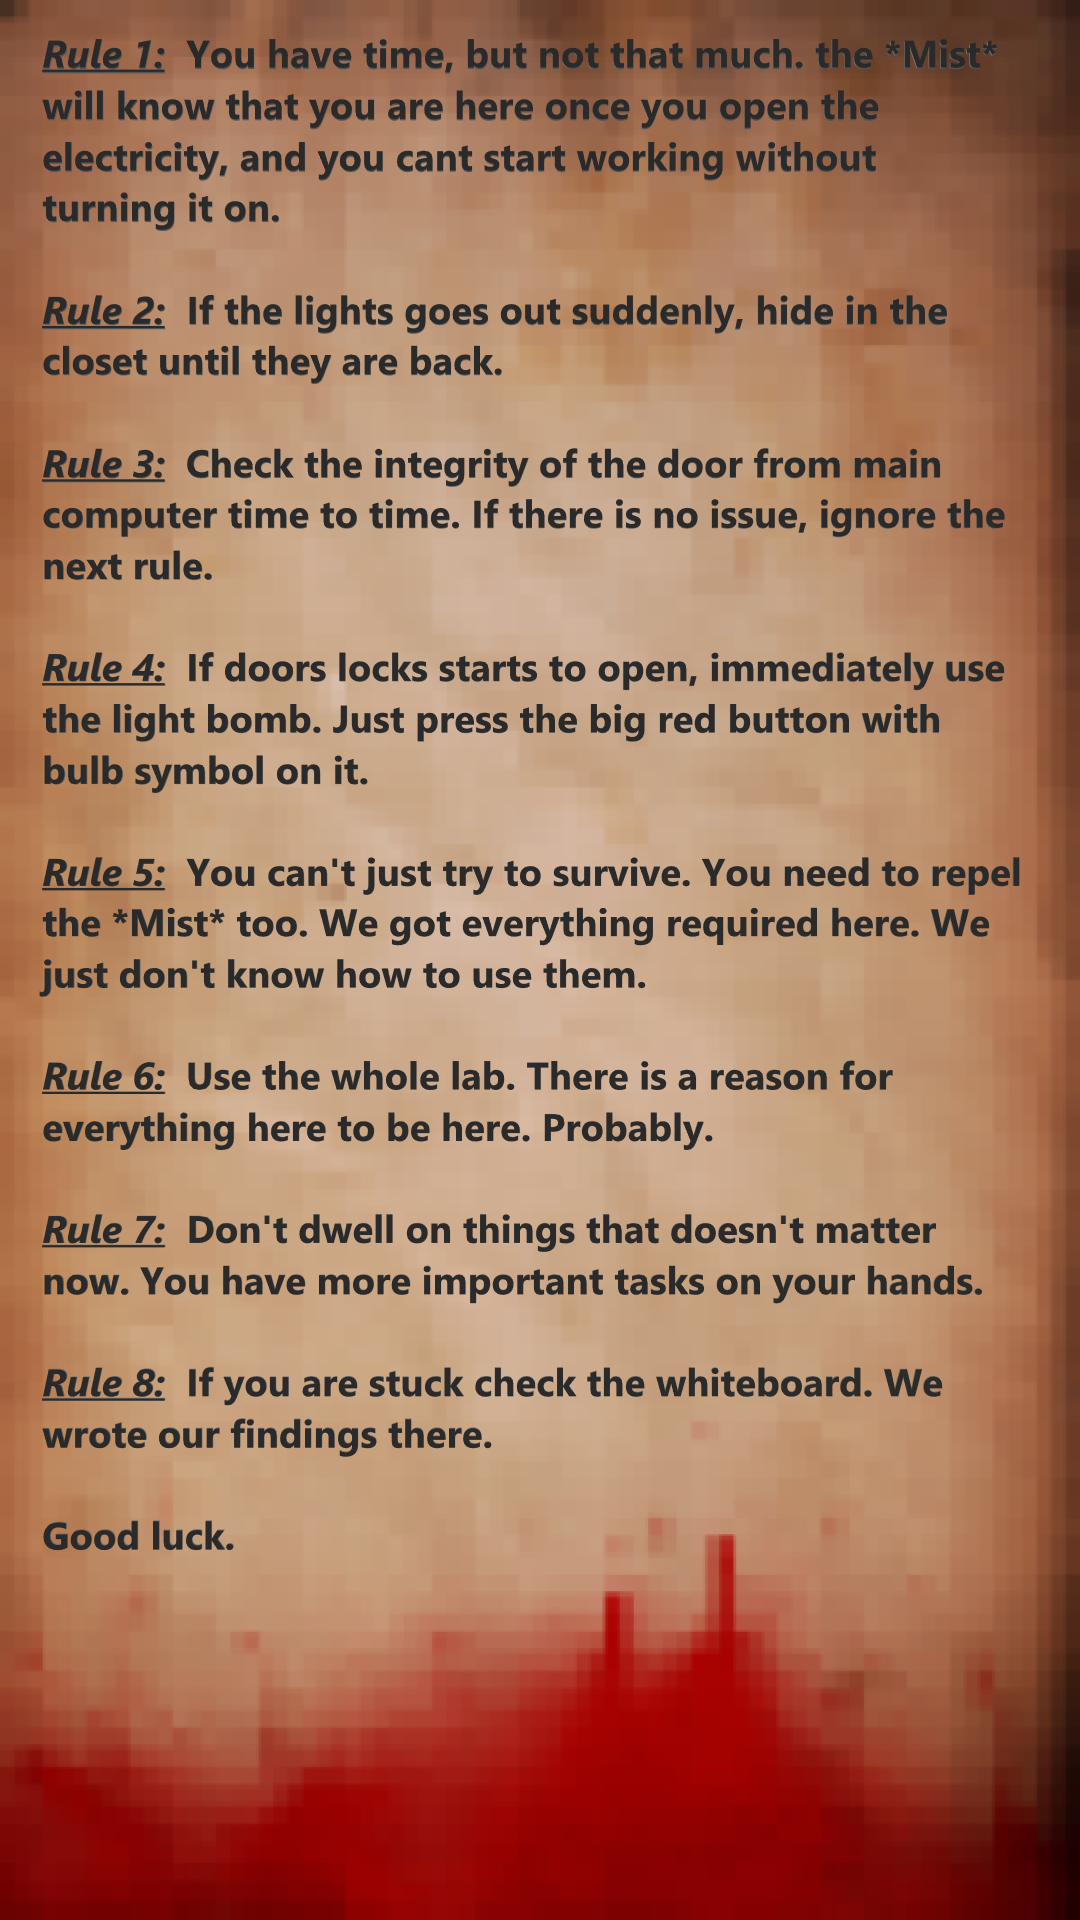 Rule 1:  You have time, but not that much. the *Mist*
will know that you are here once you open the
electricity, and you cant start working without
turning it on.
Rule 2:  If the lights goes out suddenly, hide in the
closet until they are back.
Rule 3:  Check the integrity of the door from main
computer time to time. If there is no issue, ignore the
next rule.
Rule 4:  If doors locks starts to open, immediately use
the light bomb. Just press the big red button with
bulb symbol on it.
Rule 5:  You can't just try to survive. You need to repel
the *Mist* too. We got everything required here. We
just don't know how to use them.
Rule 6:  Use the whole lab. There is a reason for
everything here to be here. Probably.
Rule 7:  Don't dwell on things that doesn't matter
now. You have more important tasks on your hands.
Rule 8:  If you are stuck check the whiteboard. We
wrote our findings there.
Good luck.